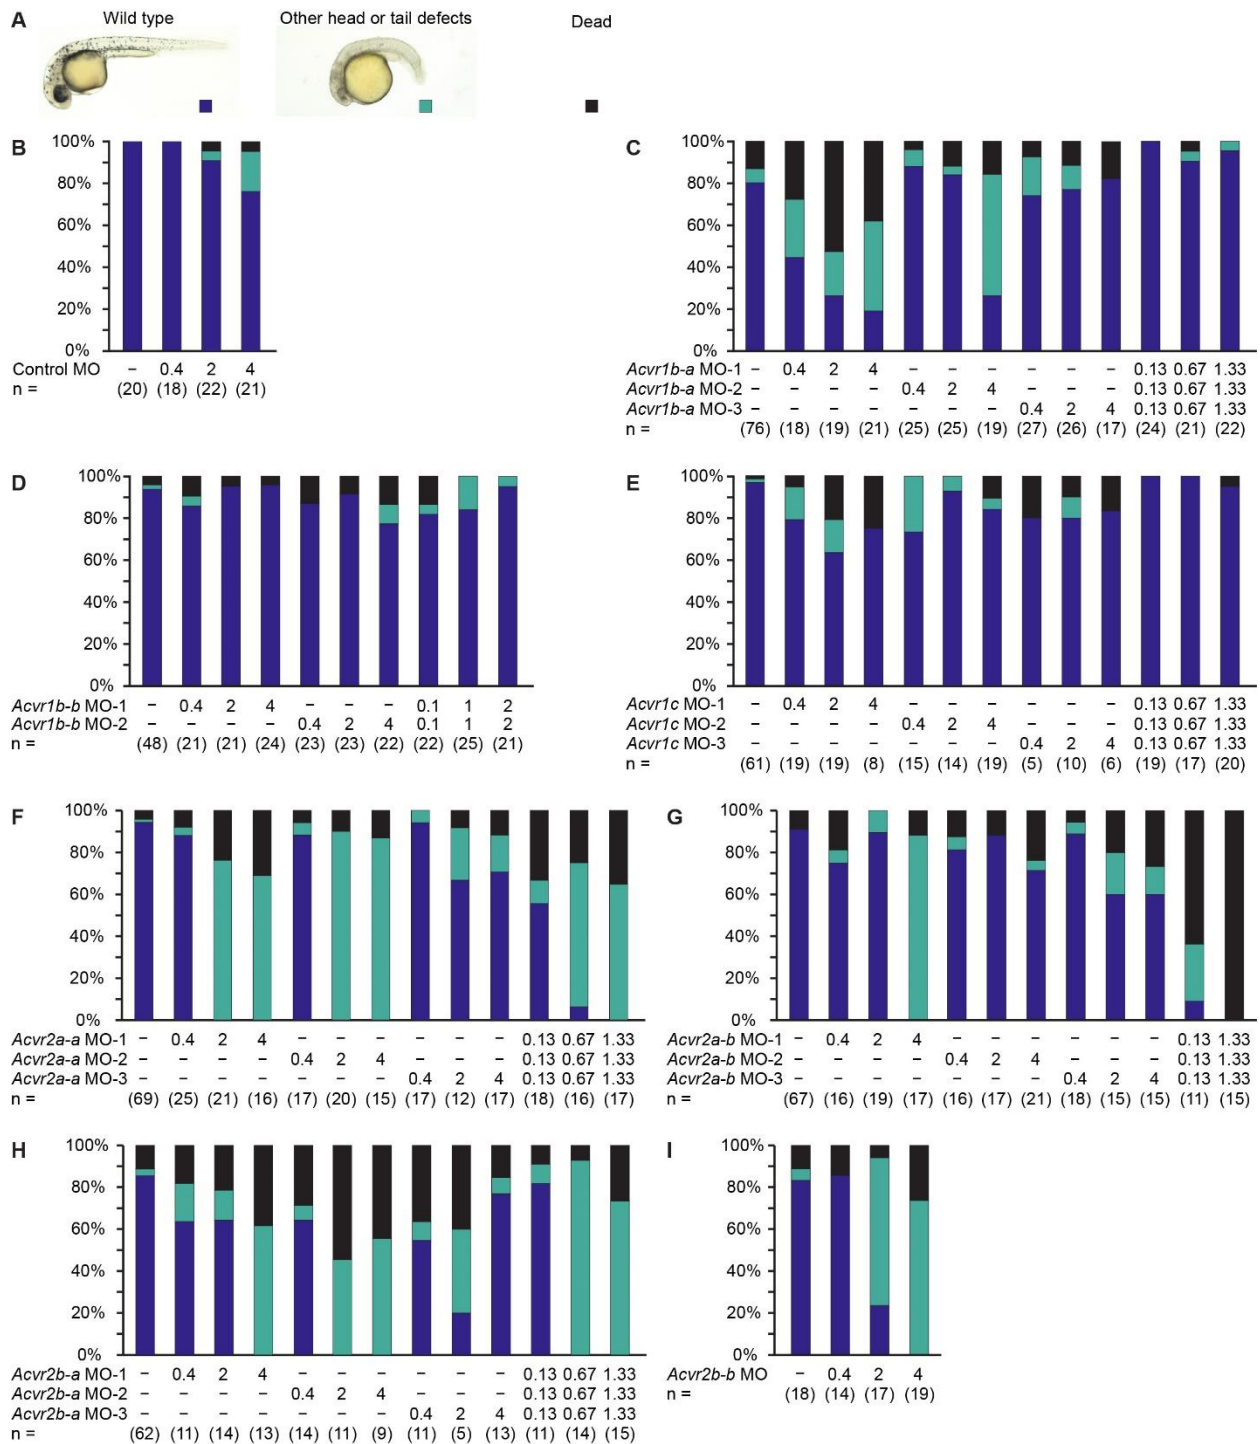 A Wild type Other head or tail defects Dead
B C
100% 100%
80% 80%
60% 60%
40% 40%
20% 20%
0% 0%
Control MO – 0.4 2 4
n = (20) (18) (22) (21)
Acvr1b-a MO-1 – 0.4 2 4 – – – – – – 0.13 0.67 1.33
Acvr1b-a MO-2 – – – – 0.4 2 4 – – – 0.13 0.67 1.33
Acvr1b-a MO-3 – – – – – – – 0.4 2 4 0.13 0.67 1.33
n = (76) (18) (19) (21) (25) (25) (19) (27) (26) (17) (24) (21) (22)
D E
100% 100%
80% 80%
60% 60%
40% 40%
20% 20%
0% 0%
Acvr1b-b MO-1 – 0.4 2 4 – – – 0.1 1 2
Acvr1b-b MO-2 – – – – 0.4 2 4 0.1 1 2
n = (48) (21) (21) (24) (23) (23) (22) (22) (25) (21)
Acvr1c MO-1 – 0.4 2 4 – – – – – – 0.13 0.67 1.33
Acvr1c MO-2 – – – – 0.4 2 4 – – – 0.13 0.67 1.33
Acvr1c MO-3 – – – – – – – 0.4 2 4 0.13 0.67 1.33
n = (61) (19) (19) (8) (15) (14) (19) (5) (10) (6) (19) (17) (20)
F G
100% 100%
80% 80%
60% 60%
40% 40%
20% 20%
0% 0%
Acvr2a-a MO-1 – 0.4 2 4 – – – – – – 0.13 0.67 1.33
Acvr2a-a MO-2 – – – – 0.4 2 4 – – – 0.13 0.67 1.33
Acvr2a-a MO-3 – – – – – – – 0.4 2 4 0.13 0.67 1.33
n = (69) (25) (21) (16) (17) (20) (15) (17) (12) (17) (18) (16) (17)
Acvr2a-b MO-1 – 0.4 2 4 – – – – – – 0.13 1.33
Acvr2a-b MO-2 – – – – 0.4 2 4 – – – 0.13 1.33
Acvr2a-b MO-3 – – – – – – – 0.4 2 4 0.13 1.33
n = (67) (16) (19) (17) (16) (17) (21) (18) (15) (15) (11) (15)
H I
100% 100%
80% 80%
60% 60%
40% 40%
20% 20%
0% 0%
Acvr2b-a MO-1 – 0.4 2 4 – – – – – – 0.13 0.67 1.33
Acvr2b-a MO-2 – – – – 0.4 2 4 – – – 0.13 0.67 1.33
Acvr2b-a MO-3 – – – – – – – 0.4 2 4 0.13 0.67 1.33
n = (62) (11) (14) (13) (14) (11) (9) (11) (5) (13) (11) (14) (15)
Acvr2b-b MO – 0.4 2 4
n = (18) (14) (17) (19)